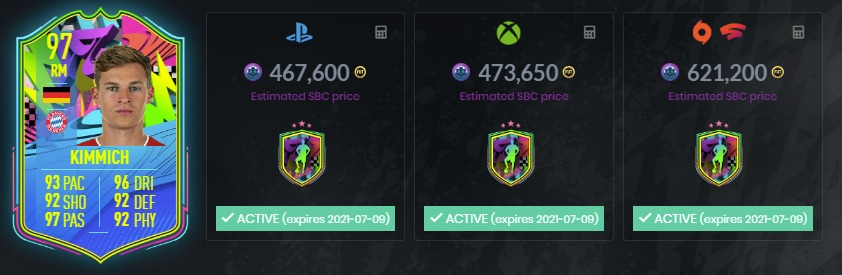 97
RM
KIMMICH
93 PAC
96 DRI
92 SHO
92 DEF
97 PAS
92 PHY
467,600
Estimated SBC price
ACTIVE (expires 2021-07-09)
473,650
Estimated SBC price
ACTIVE (expires 2021-07-09)
621,200
Estimated SBC price
ACTIVE (expires 2021-07-09)